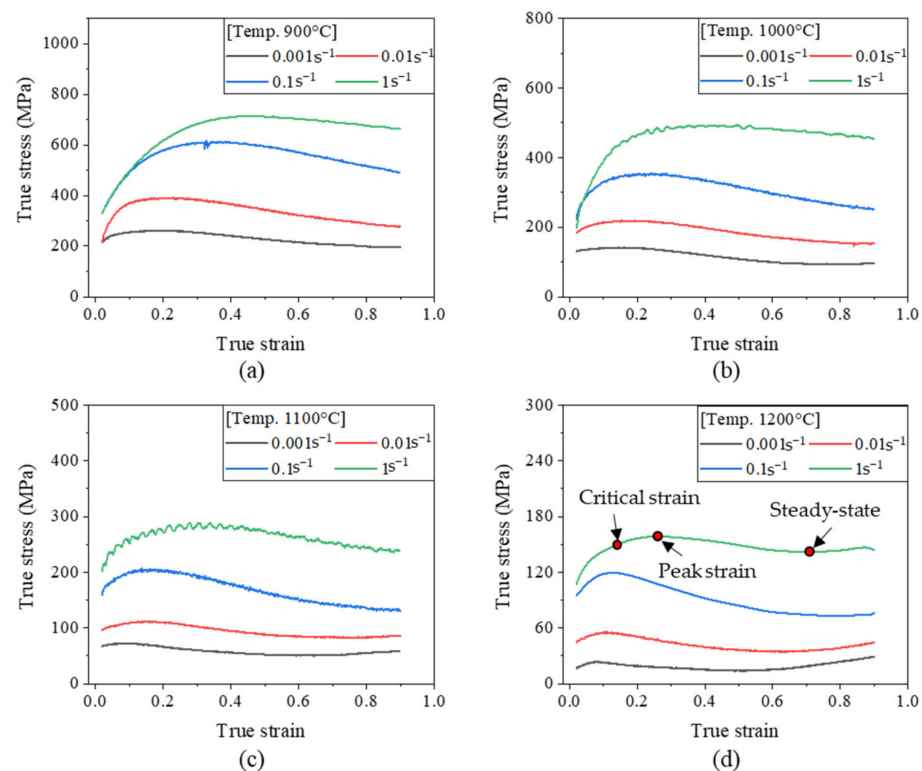 [Temp. 900°C]
0.001s⁻¹ 0.01s⁻¹
0.1s⁻¹ 1s⁻¹
1000
800
600
400
200
0
True stress (MPa)
0.0 0.2 0.4 0.6 0.8 1.0
True strain
(a)
[Temp. 1000°C]
0.001s⁻¹ 0.01s⁻¹
0.1s⁻¹ 1s⁻¹
800
600
400
200
0
True stress (MPa)
0.0 0.2 0.4 0.6 0.8 1.0
True strain
(b)
[Temp. 1100°C]
0.001s⁻¹ 0.01s⁻¹
0.1s⁻¹ 1s⁻¹
500
400
300
200
100
0
True stress (MPa)
0.0 0.2 0.4 0.6 0.8 1.0
True strain
(c)
[Temp. 1200°C]
0.001s⁻¹ 0.01s⁻¹
0.1s⁻¹ 1s⁻¹
300
240
180
120
60
0
True stress (MPa)
Critical strain
Peak strain
Steady-state
0.0 0.2 0.4 0.6 0.8 1.0
True strain
(d)